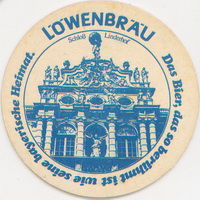 LÖWENBRÄU
Schloß Linderhof
Das Bier, das so berühmt ist wie seine bayerische Heimat.